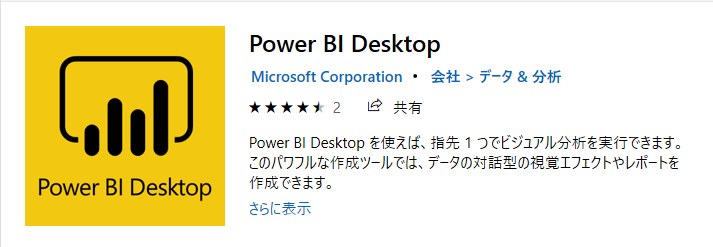 Power BI Desktop
Power BI Desktop
Microsoft Corporation • 会社 > データ & 分析
★★★★★ 2 共有
Power BI Desktop を使えば、指先 1 つでビジュアル分析を実行できます。
このパワフルな作成ツールでは、データの対話型の視覚エフェクトやレポートを
作成できます。
さらに表示